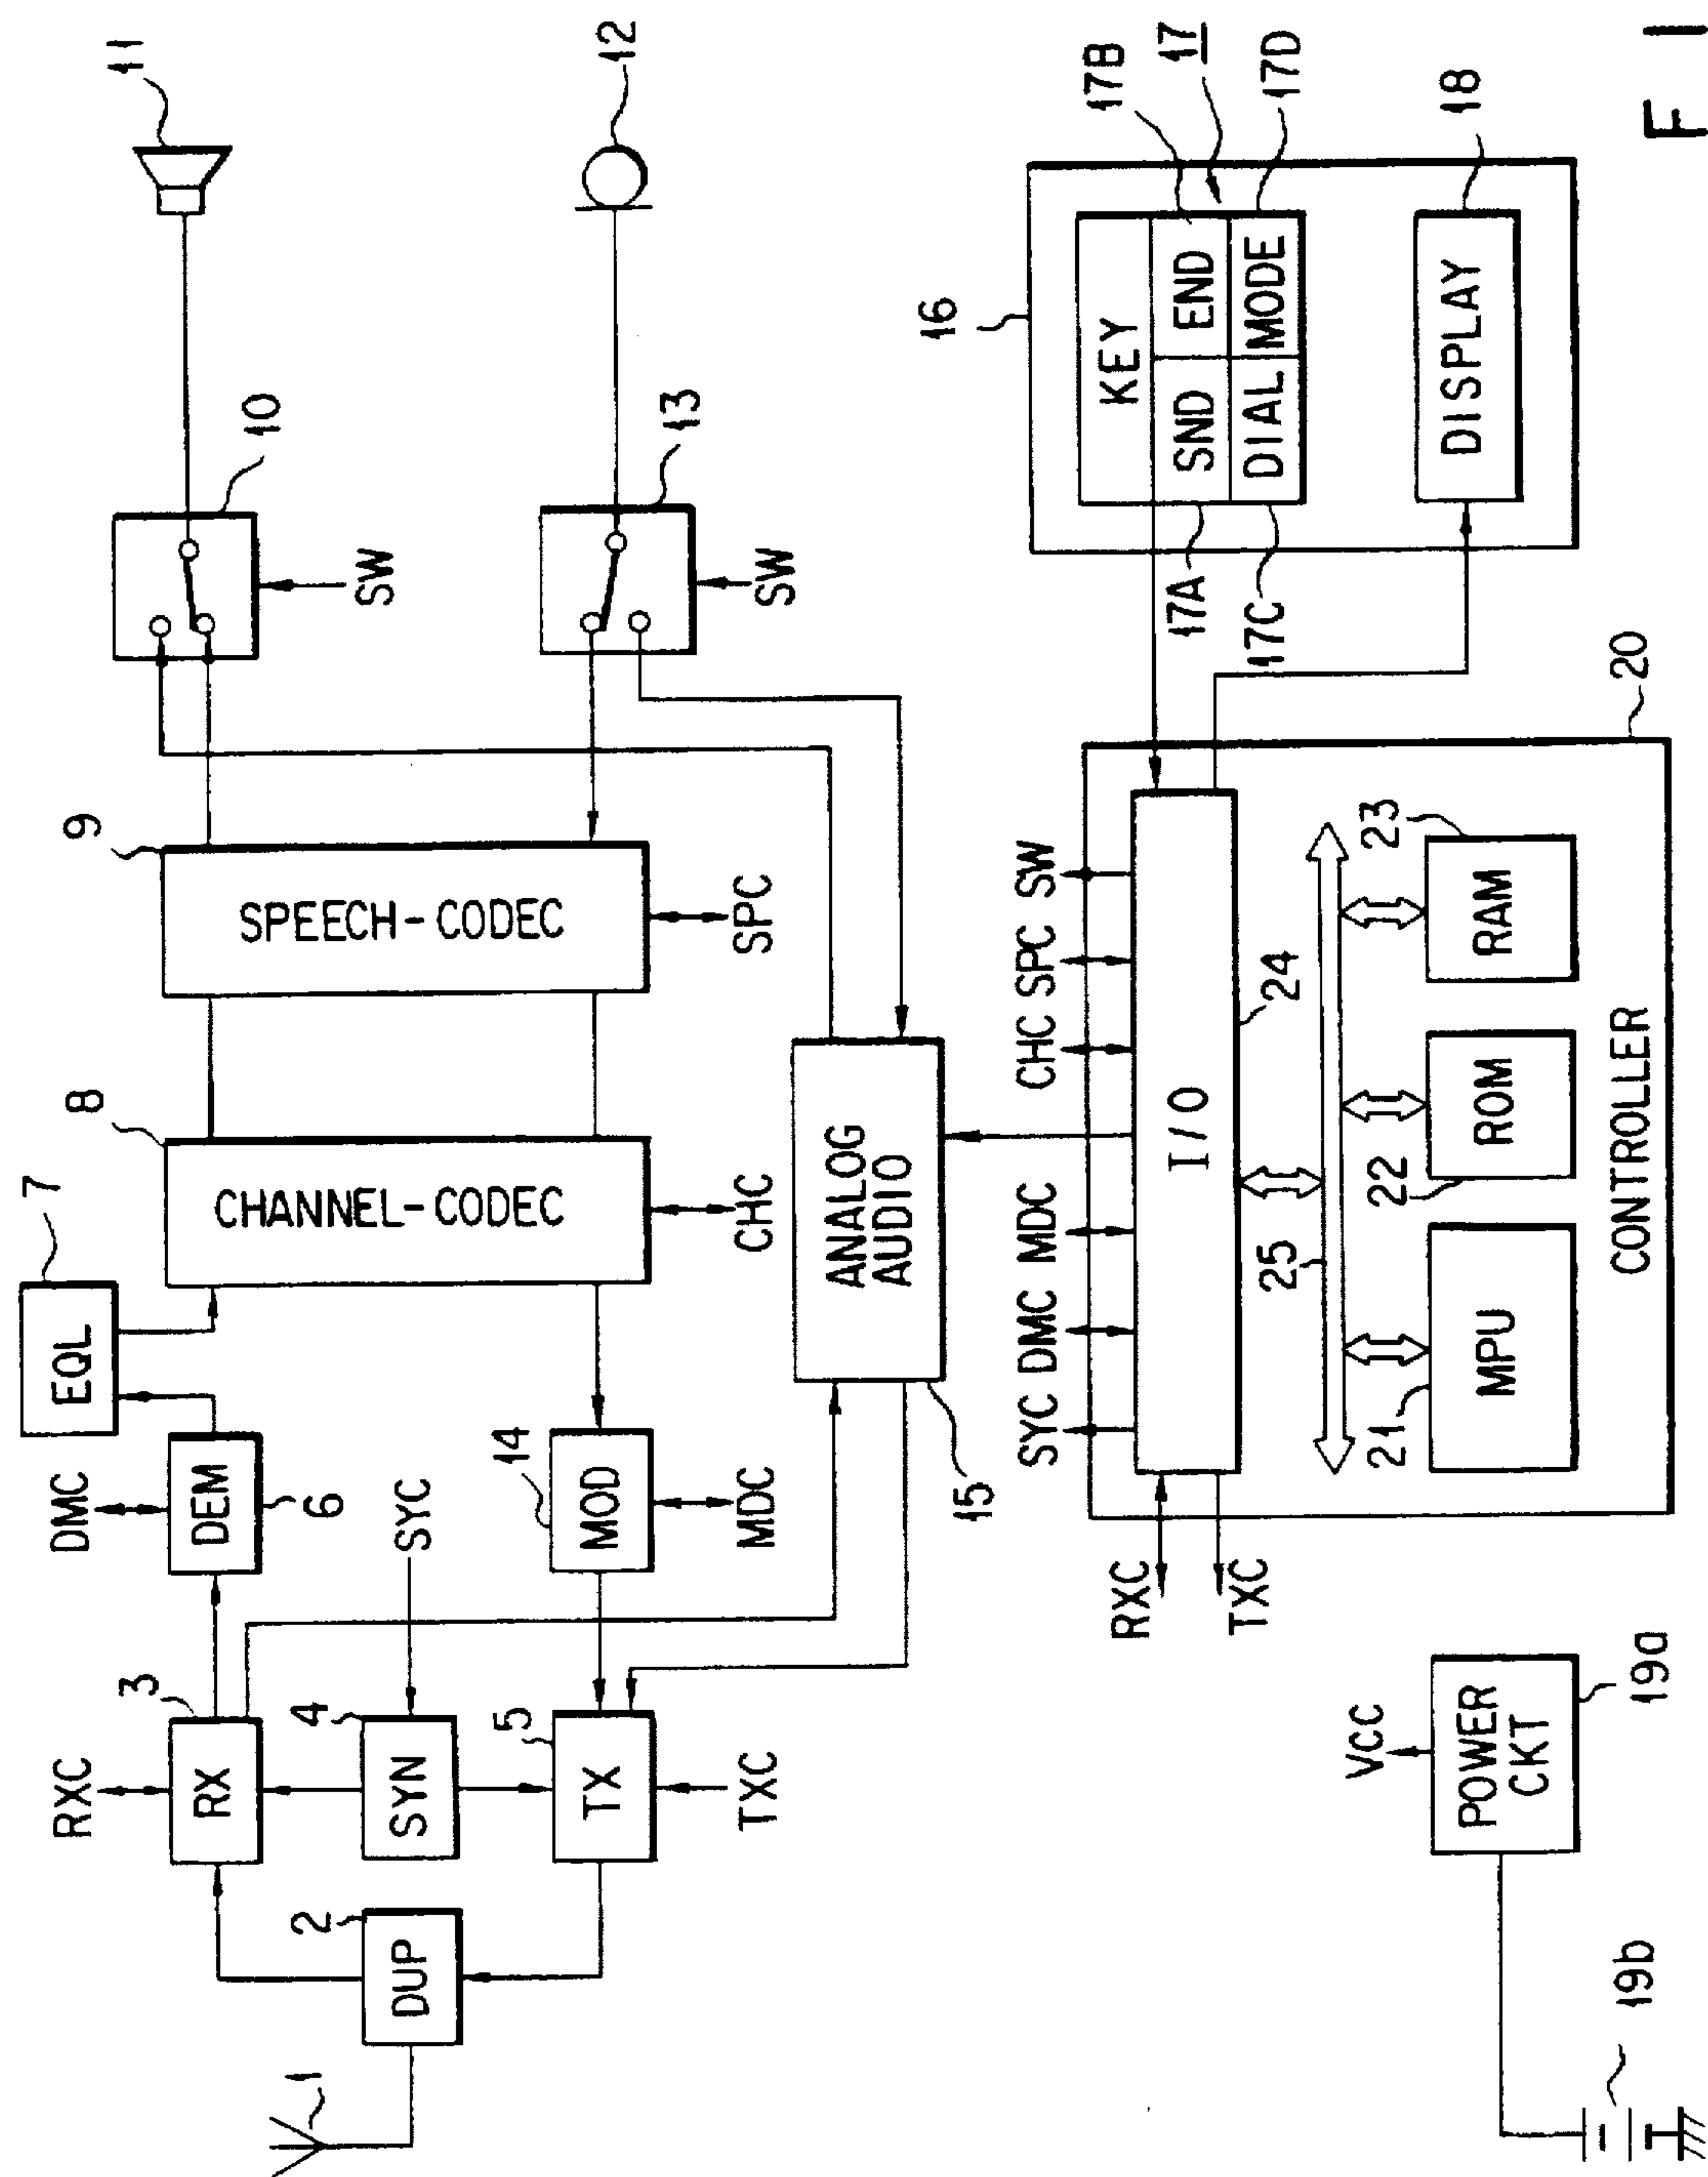 1
2
DUP
RXC
3
RX
4
SYN
SYC
5
TX
TXC
DMC
DEM
6
7
EQL
14
MOD
MDC
8
CHANNEL-CODEC
CHC
9
SPEECH-CODEC
SPC
10
SW
11
12
13
SW
ANALOG
AUDIO
15
16
KEY
SND
END
DIAL
MODE
17A
17B
17
17C
17D
DISPLAY
18
RXC
TXC
SYC
DMC
MDC
CHC
SPC
SW
I/O
24
25
20
21
MPU
22
ROM
23
RAM
CONTROLLER
VCC
POWER
CKT
19a
19b
F I